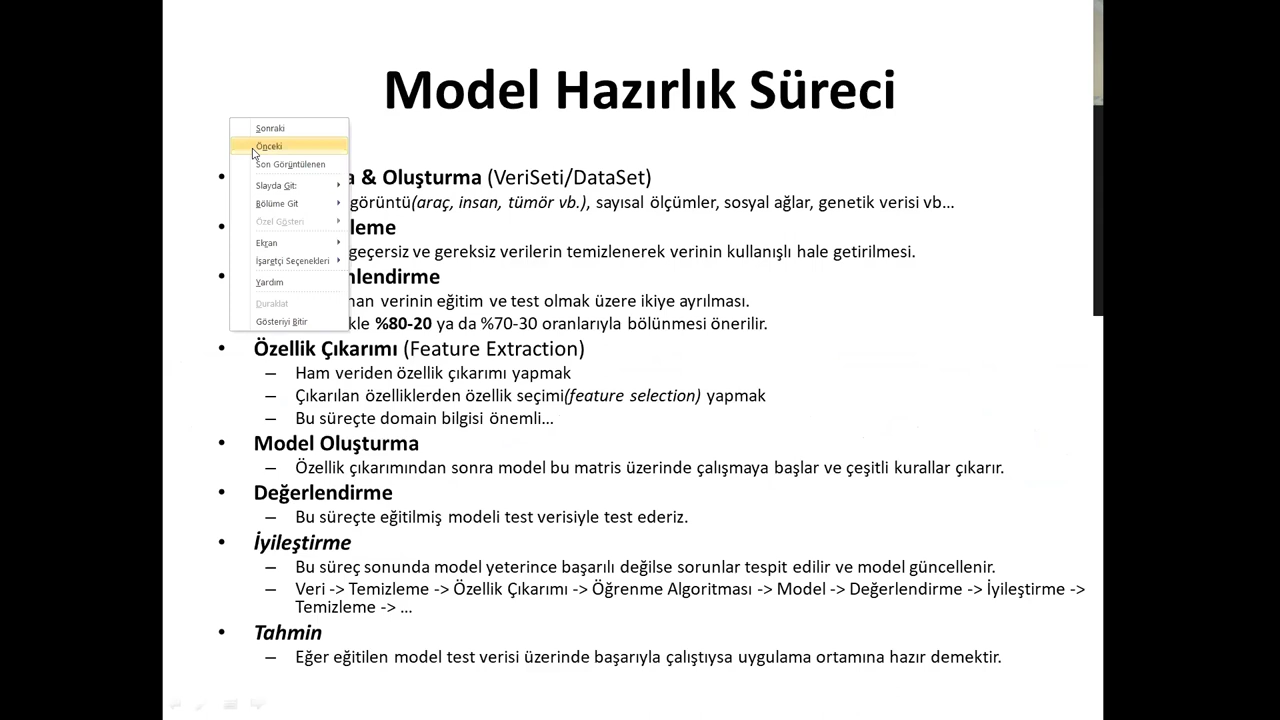 Model Hazırlık Süreci
Sonraki
Önceki
Son Görüntülenen
Slayda Git:
Bölüme Git
Özel Gösteri
Ekran
İşaretçi Seçenekleri
Yardım
Duraklat
Gösteriyi Bitir
• & Oluşturma (VeriSeti/DataSet)
görüntü(araç, insan, tümör vb.), sayısal ölçümler, sosyal ağlar, genetik verisi vb...
•
geçersiz ve gereksiz verilerin temizlenerek verinin kullanışlı hale getirilmesi.
•
verinin eğitim ve test olmak üzere ikiye ayrılması.
%80-20 ya da %70-30 oranlarıyla bölünmesi önerilir.
• Özellik Çıkarımı (Feature Extraction)
– Ham veriden özellik çıkarımı yapmak
– Çıkarılan özelliklerden özellik seçimi(feature selection) yapmak
– Bu süreçte domain bilgisi önemli...
• Model Oluşturma
– Özellik çıkarımından sonra model bu matris üzerinde çalışmaya başlar ve çeşitli kurallar çıkarır.
• Değerlendirme
– Bu süreçte eğitilmiş modeli test verisiyle test ederiz.
• İyileştirme
– Bu süreç sonunda model yeterince başarılı değilse sorunlar tespit edilir ve model güncellenir.
– Veri -> Temizleme -> Özellik Çıkarımı -> Öğrenme Algoritması -> Model -> Değerlendirme -> İyileştirme ->
Temizleme -> ...
• Tahmin
– Eğer eğitilen model test verisi üzerinde başarıyla çalıştıysa uygulama ortamına hazır demektir.